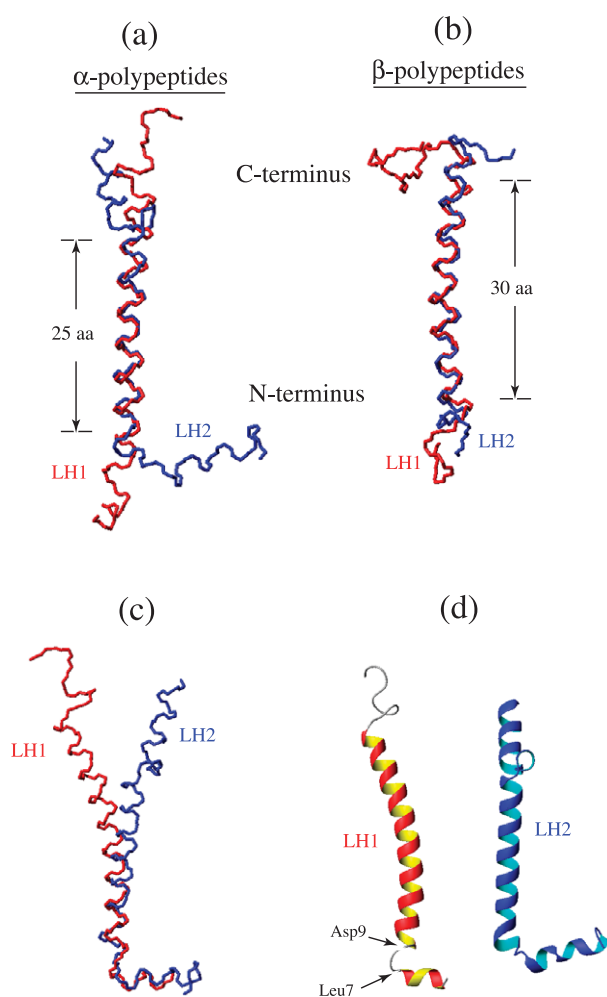 (a)
α-polypeptides
(b)
β-polypeptides
C-terminus
25 aa
30 aa
N-terminus
LH1
LH2
LH1
LH2
(c)
LH1
LH2
(d)
LH1
LH2
Asp9
Leu7